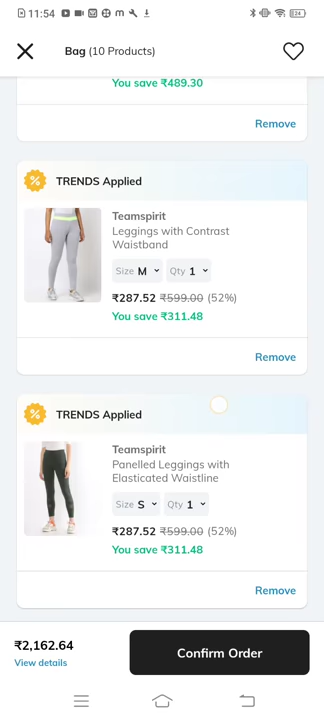 11:54
24
Bag (10 Products)
You save ₹489.30
Remove
% TRENDS Applied
Teamspirit
Leggings with Contrast
Waistband
Size M Qty 1
₹287.52 ₹599.00 (52%)
You save ₹311.48
Remove
% TRENDS Applied
Teamspirit
Panelled Leggings with
Elasticated Waistline
Size S Qty 1
₹287.52 ₹599.00 (52%)
You save ₹311.48
Remove
₹2,162.64
View details
Confirm Order